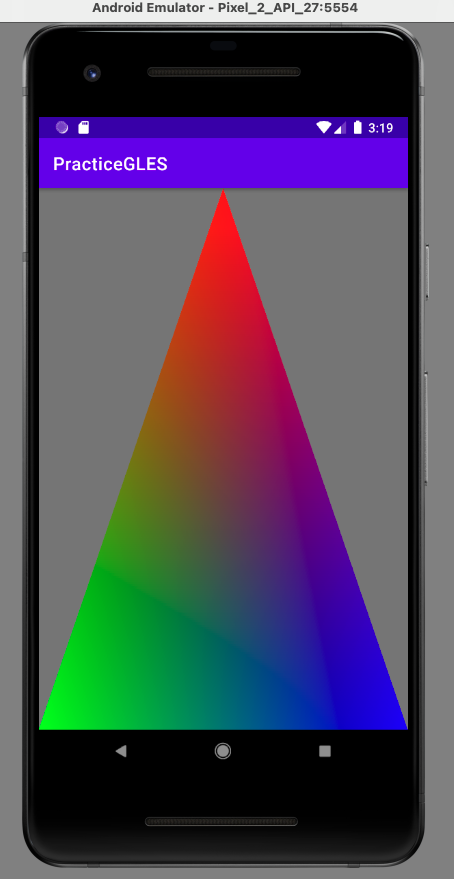 Android Emulator - Pixel_2_API_27:5554
3:19
PracticeGLES